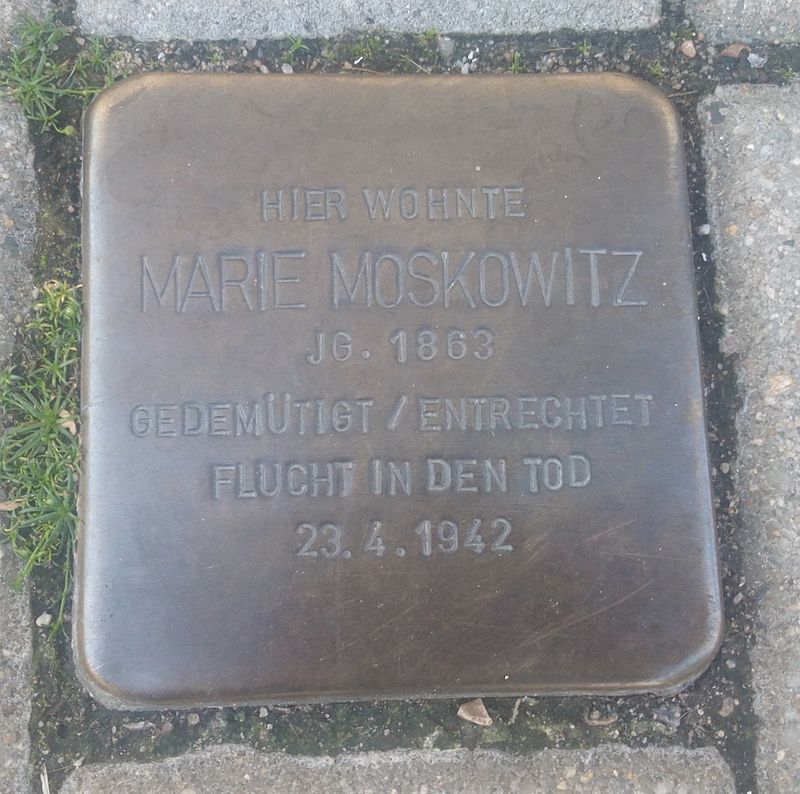 HIER WOHNTE
MARIE MOSKOWITZ
JG. 1863
GEDEMÜTIGT / ENTRECHTET
FLUCHT IN DEN TOD
23. 4. 1942